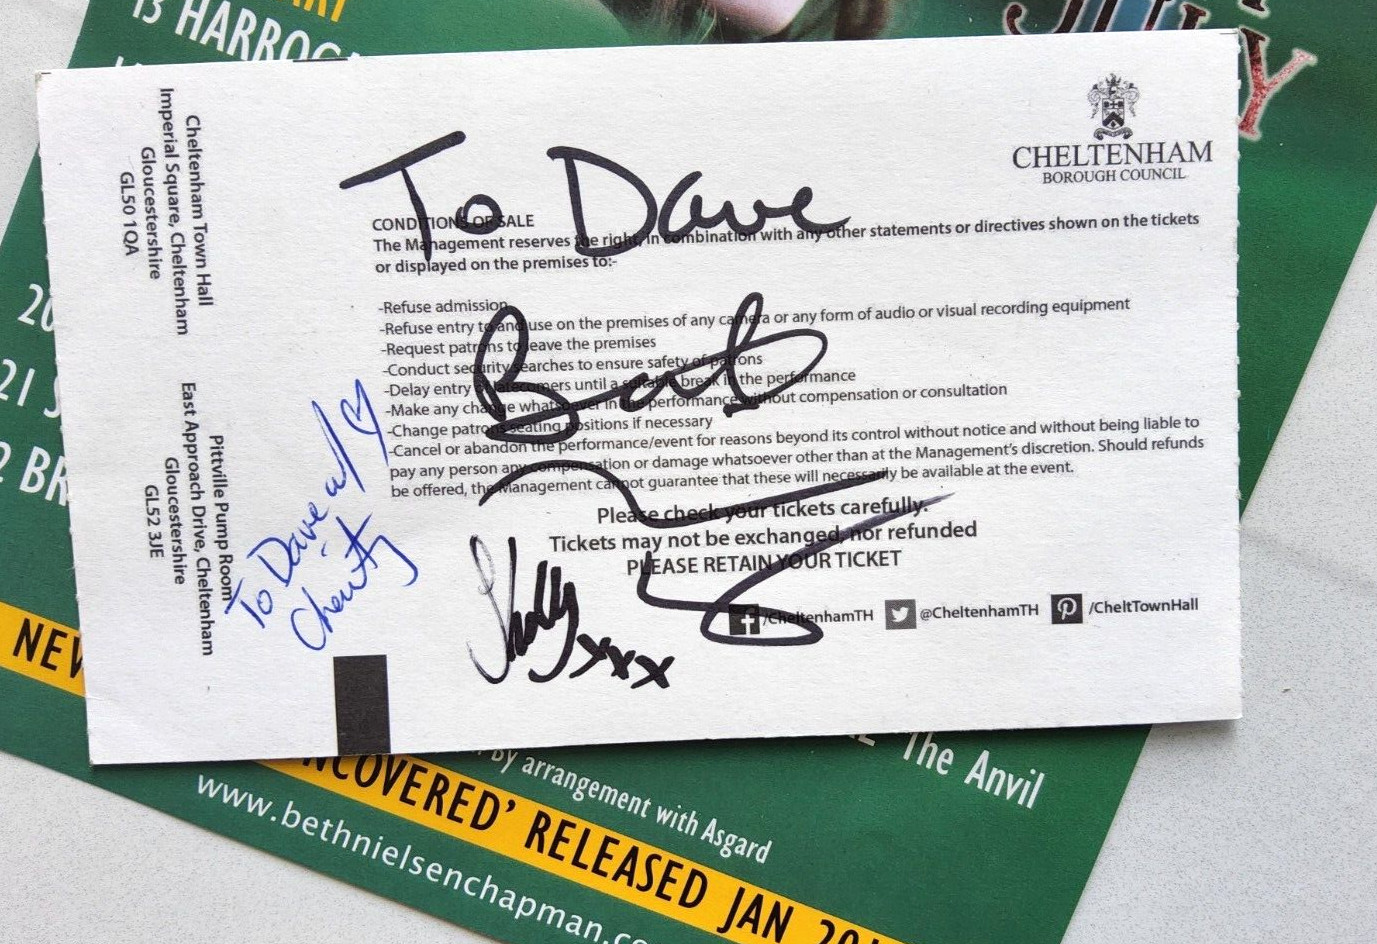 13 HARROG
JULY
CHELTENHAM
BOROUGH COUNCIL
Cheltenham Town Hall
Imperial Square, Cheltenham
Gloucestershire
GL50 1QA
Pittville Pump Room
East Approach Drive, Cheltenham
Gloucestershire
GL52 3JE
To Dave
CONDITIONS OF SALE
The Management reserves the right, in combination with any other statements or directives shown on the tickets
or displayed on the premises to:-
-Refuse admission
-Refuse entry to and use on the premises of any camera or any form of audio or visual recording equipment
-Request patrons to leave the premises
-Conduct security searches to ensure safety of patrons
-Delay entry of latecomers until a suitable break in the performance
-Make any change whatsoever in the performance without compensation or consultation
-Change patrons seating positions if necessary
-Cancel or abandon the performance/event for reasons beyond its control without notice and without being liable to
pay any person any compensation or damage whatsoever other than at the Management's discretion. Should refunds
be offered, the Management cannot guarantee that these will necessarily be available at the event.
Please check your tickets carefully.
Tickets may not be exchanged, nor refunded
PLEASE RETAIN YOUR TICKET
/CheltenhamTH @CheltenhamTH /CheltTownHall
To Dave w/ ♡
xxx
21
BR
NEW
The Anvil
by arrangement with Asgard
NCOVERED' RELEASED JAN 201
www.bethnielsenchapman.co